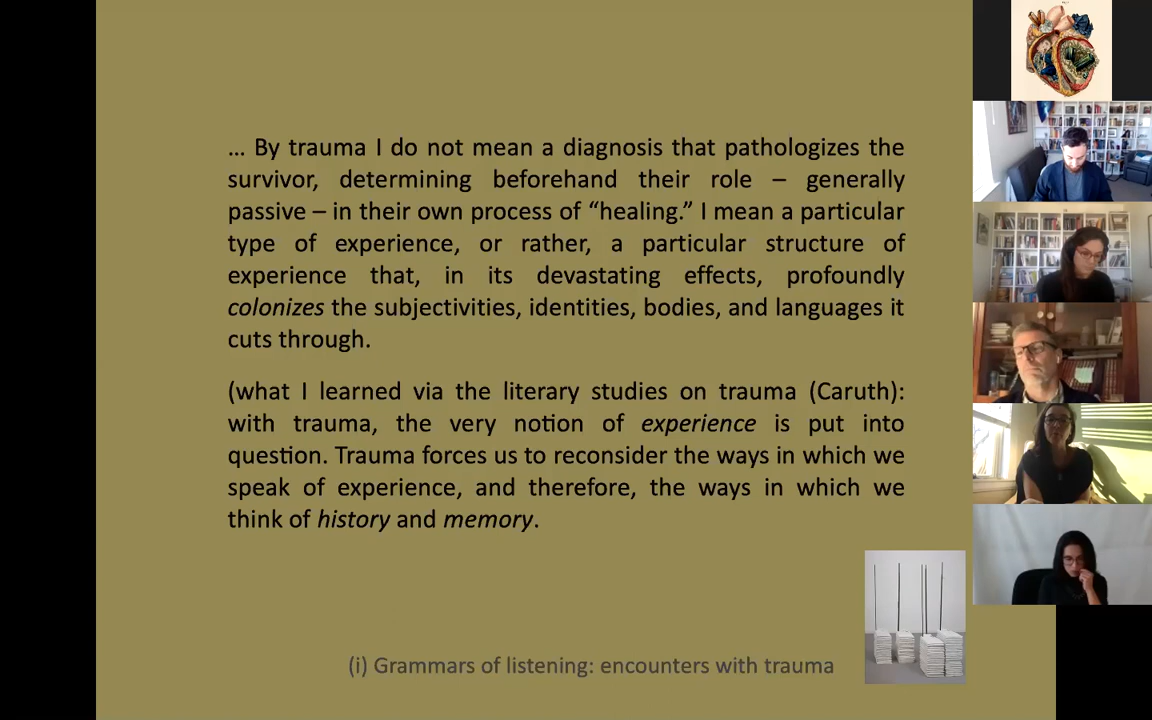 ... By trauma I do not mean a diagnosis that pathologizes the
survivor, determining beforehand their role – generally
passive – in their own process of “healing.” I mean a particular
type of experience, or rather, a particular structure of
experience that, in its devastating effects, profoundly
colonizes the subjectivities, identities, bodies, and languages it
cuts through.
(what I learned via the literary studies on trauma (Caruth):
with trauma, the very notion of experience is put into
question. Trauma forces us to reconsider the ways in which we
speak of experience, and therefore, the ways in which we
think of history and memory.
(i) Grammars of listening: encounters with trauma